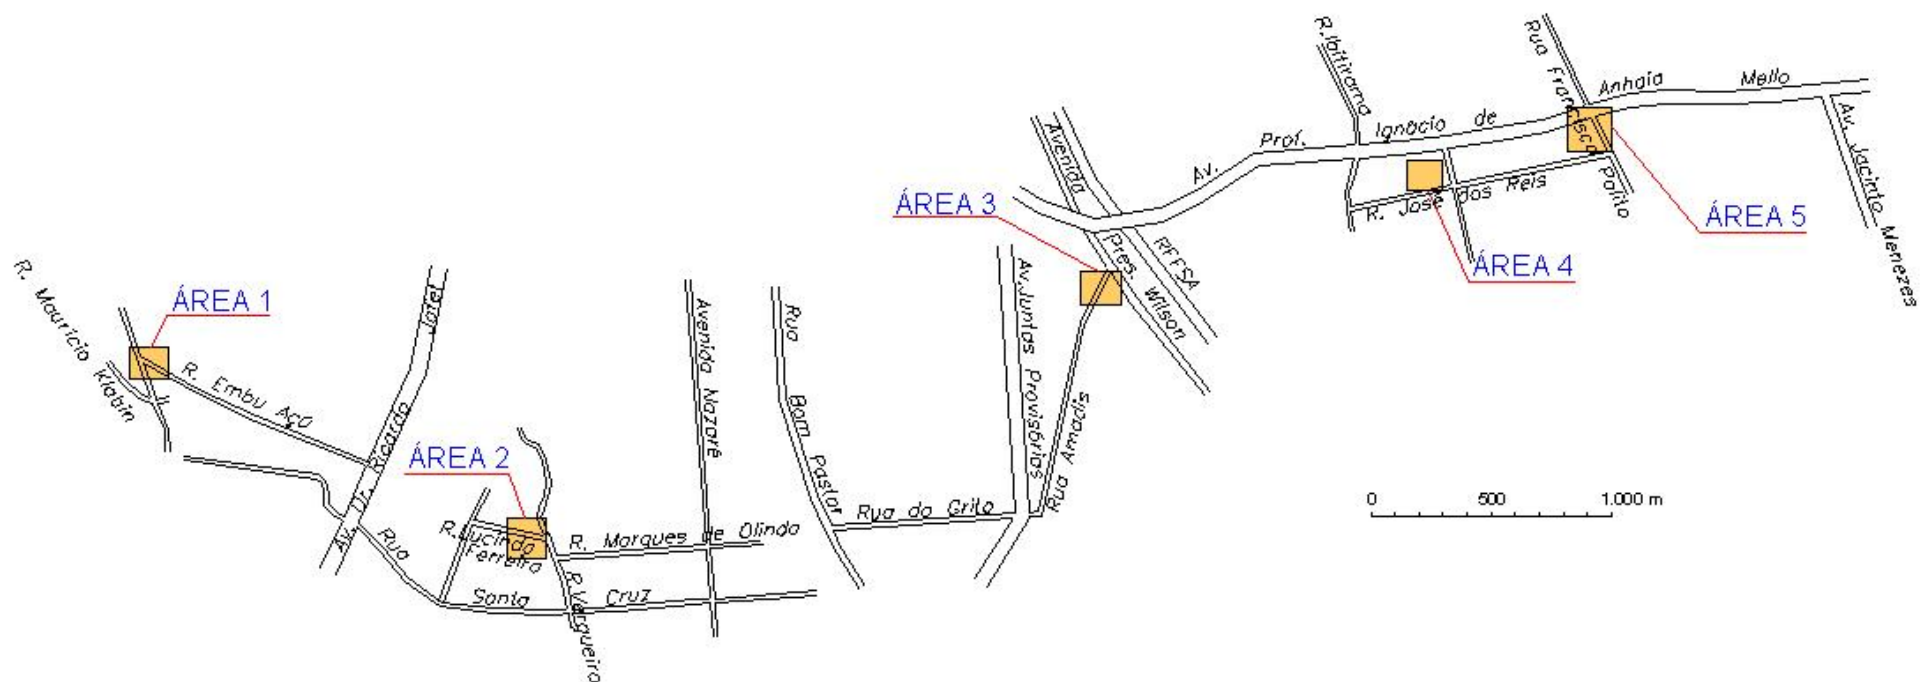 R. Ibitirama
Rua Francisco
Polito
Av. Prof. Ignácio de Anhaia Mello
Av. Jacinto Menezes
R. José dos Reis
ÁREA 5
ÁREA 4
ÁREA 3
Avenida
Pres. Wilson
RFFSA
Av. Juntas Provisórias
Rua Amadis
Rua do Grito
Rua Bom Pastor
Avenida Nazaré
ÁREA 1
R. Mauricio
Klabin
R. Embu Açú
Av. Dr. Ricardo Jafet
ÁREA 2
R. Lucindo
Ferreira
R. Marques de Olinda
R. Vergueiro
Rua Santa Cruz
0 500 1.000 m